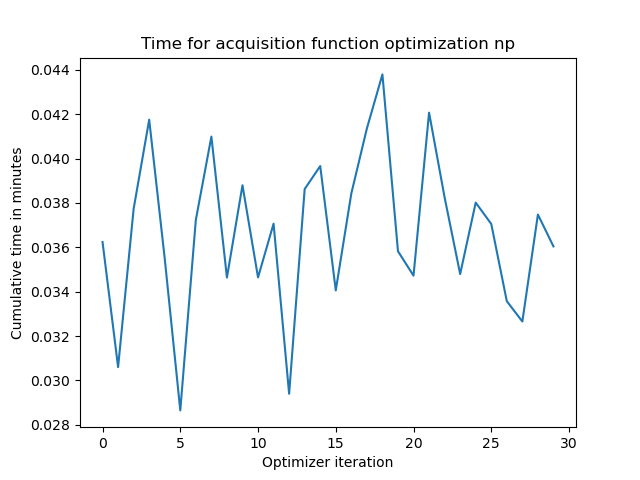 Time for acquisition function optimization np
0.044
0.042
0.040
0.038
0.036
0.034
0.032
0.030
0.028
Cumulative time in minutes
0 5 10 15 20 25 30
Optimizer iteration